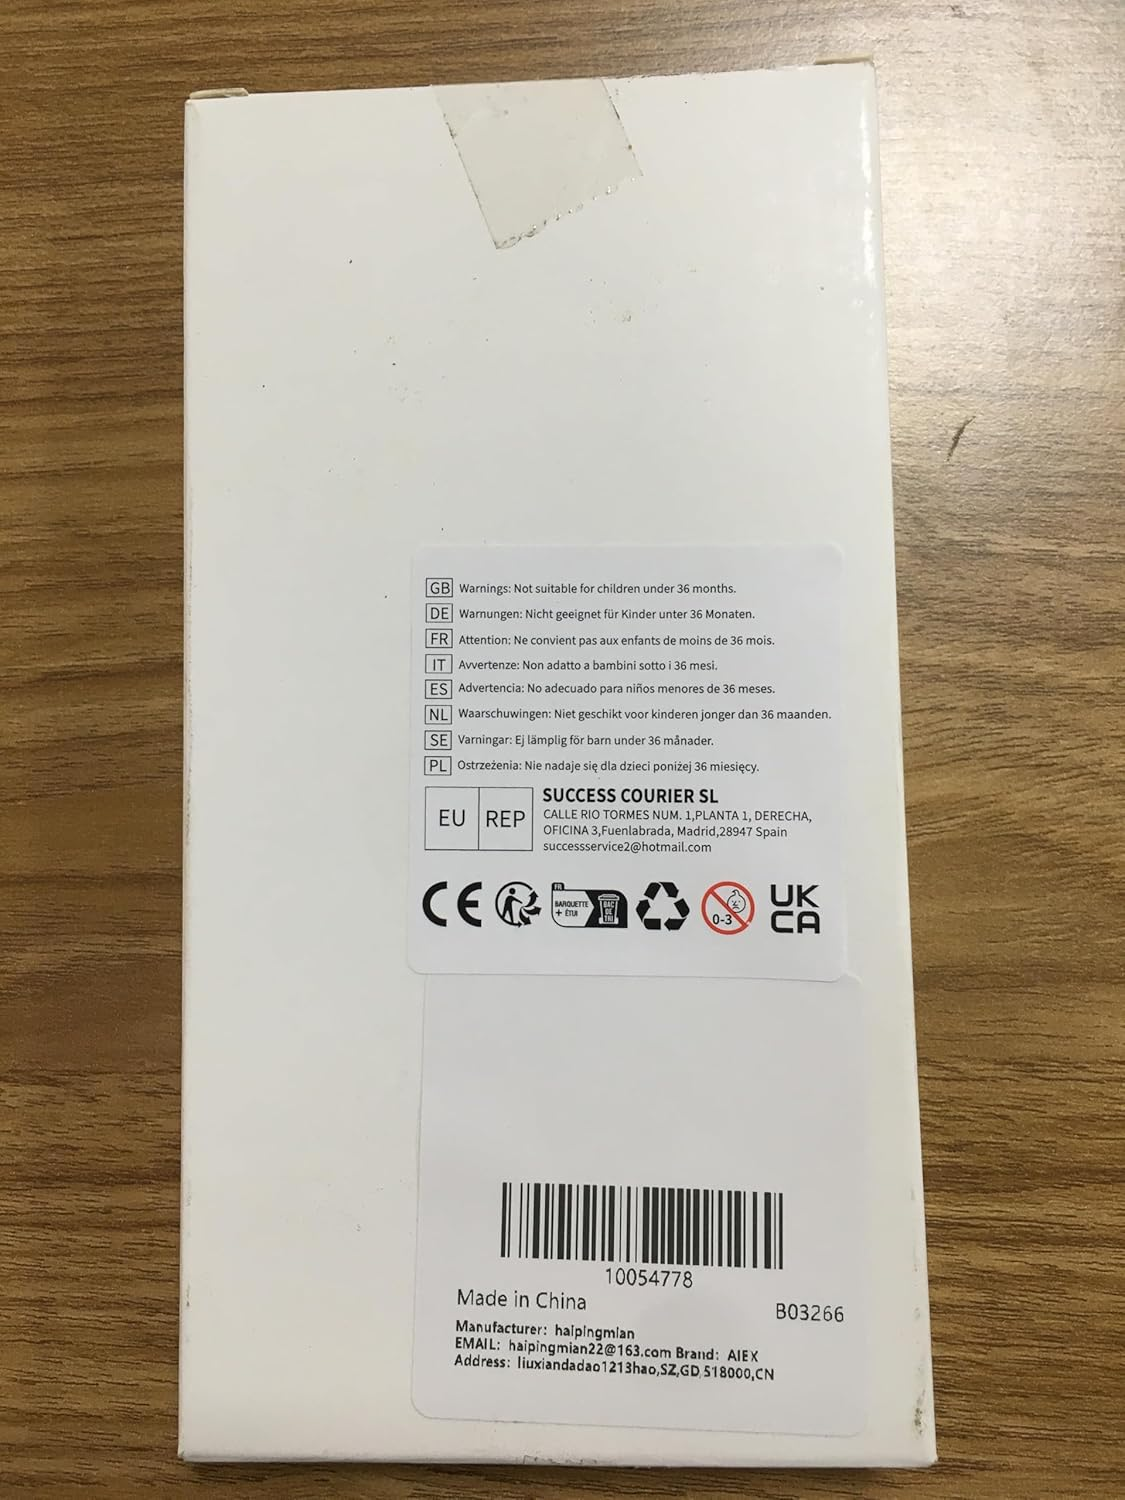 GB Warnings: Not suitable for children under 36 months.
DE Warnungen: Nicht geeignet für Kinder unter 36 Monaten.
FR Attention: Ne convient pas aux enfants de moins de 36 mois.
IT Avvertenze: Non adatto a bambini sotto i 36 mesi.
ES Advertencia: No adecuado para niños menores de 36 meses.
NL Waarschuwingen: Niet geschikt voor kinderen jonger dan 36 maanden.
SE Varningar: Ej lämplig för barn under 36 månader.
PL Ostrzeżenia: Nie nadaje się dla dzieci poniżej 36 miesięcy.
EU REP
SUCCESS COURIER SL
CALLE RIO TORMES NUM. 1,PLANTA 1, DERECHA,
OFICINA 3,Fuenlabrada, Madrid,28947 Spain
successservice2@hotmail.com
CE
FR
BARQUETTE
+ ÉTUI
BAC
DE
TRI
0-3
UK
CA
10054778
Made in China
B03266
Manufacturer: haipingmian
EMAIL: haipingmian22@163.com Brand: AIEX
Address: liuxiandadao1213hao,SZ,GD,518000,CN